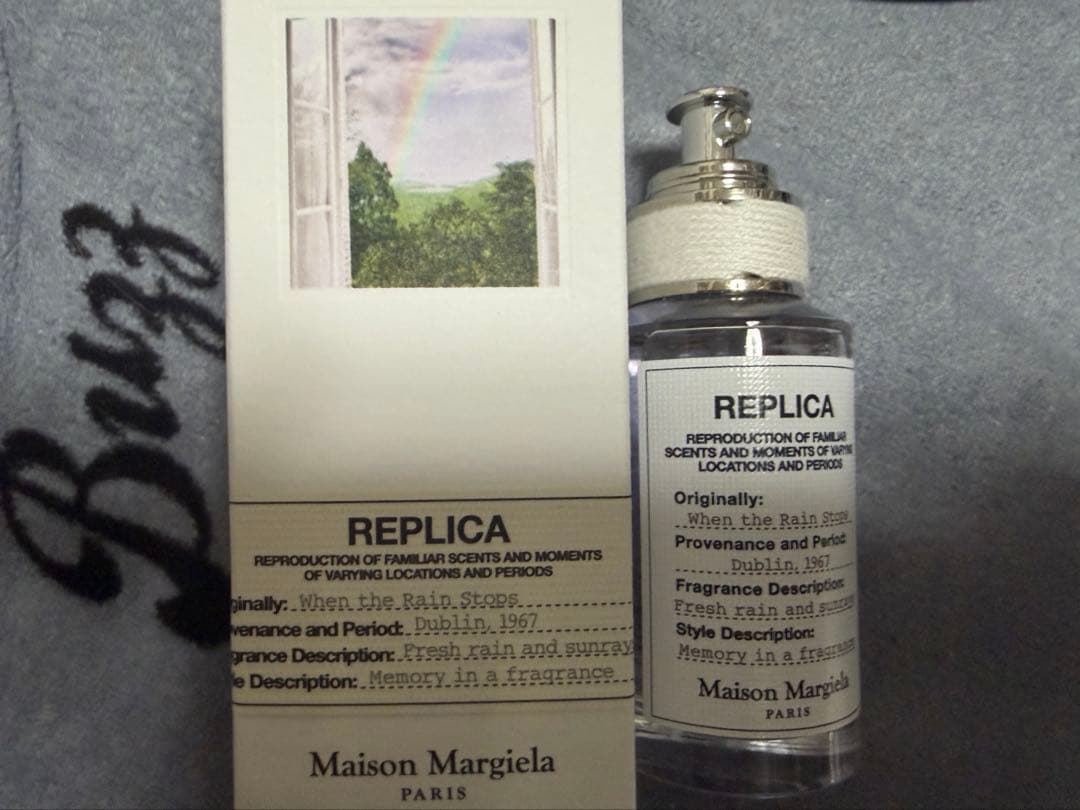 Buzz
REPLICA
REPRODUCTION OF FAMILIAR SCENTS AND MOMENTS
OF VARYING LOCATIONS AND PERIODS
ginally: When the Rain Stops
venance and Period: Dublin, 1967
grance Description: Fresh rain and sunray
e Description: Memory in a fragrance
Maison Margiela
PARIS
REPLICA
REPRODUCTION OF FAMILIAR
SCENTS AND MOMENTS OF VARYING
LOCATIONS AND PERIODS
Originally:
When the Rain Stops
Provenance and Period:
Dublin, 1967
Fragrance Description:
Fresh rain and sunray
Style Description:
Memory in a fragrance
Maison Margiela
PARIS